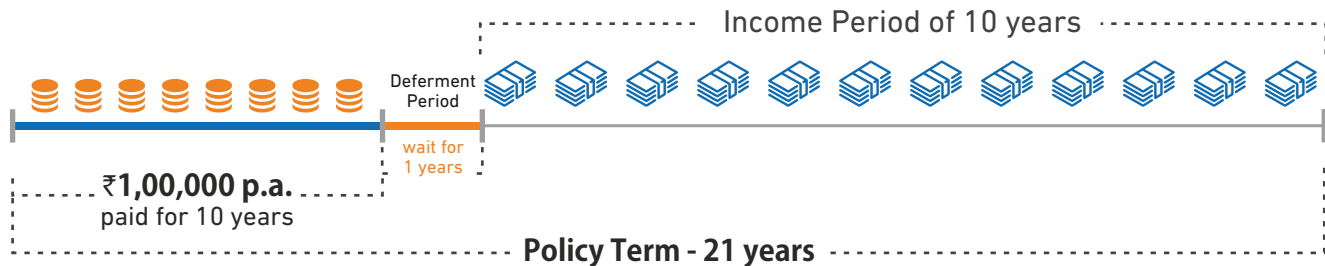 Income Period of 10 years
Deferment
Period
wait for
1 years
₹1,00,000 p.a.
paid for 10 years
Policy Term - 21 years